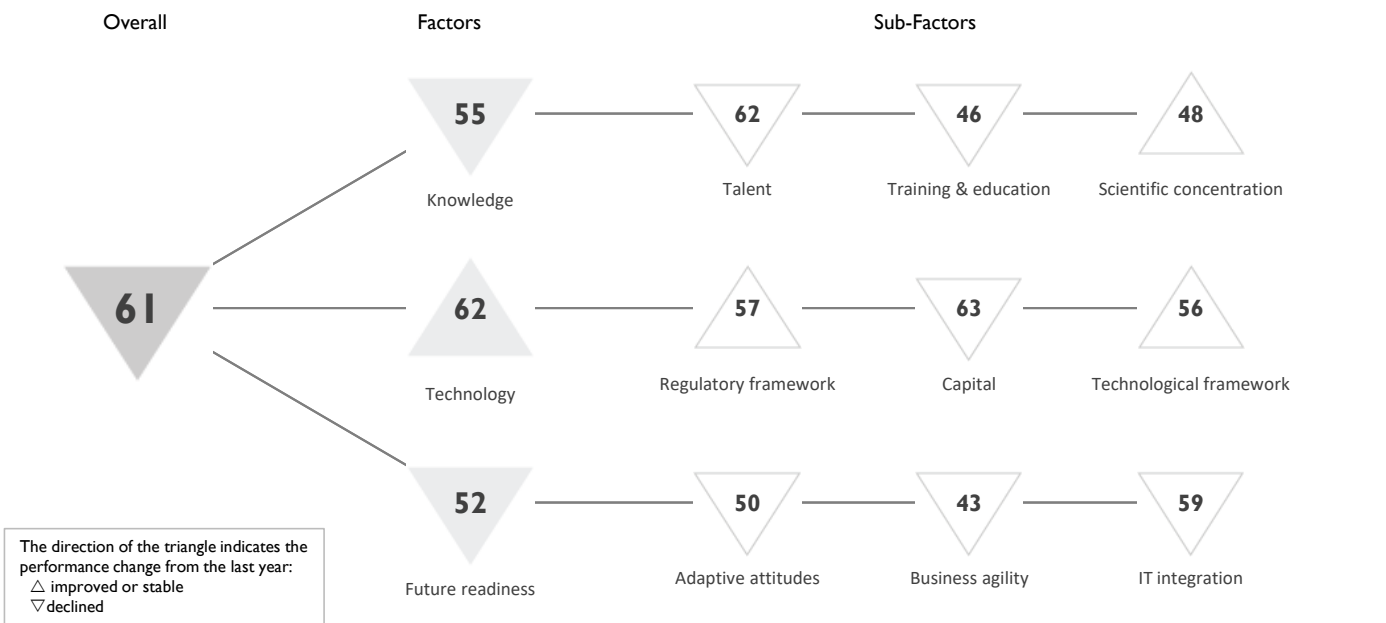 Overall Factors Sub-Factors
55 62 46 48
Knowledge Talent Training & education Scientific concentration
61 62 57 63 56
Technology Regulatory framework Capital Technological framework
52 50 43 59
Future readiness Adaptive attitudes Business agility IT integration
The direction of the triangle indicates the
performance change from the last year:
△ improved or stable
▽ declined